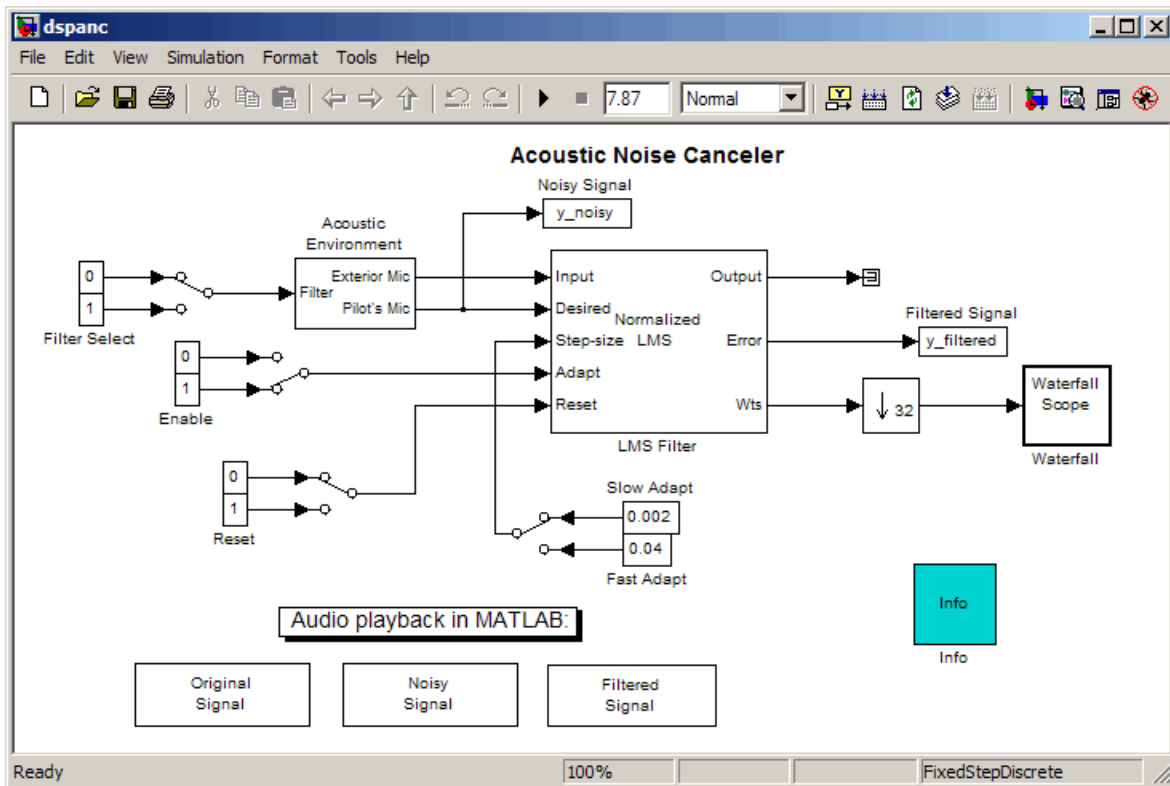 dspanc
File Edit View Simulation Format Tools Help
7.87 Normal
Acoustic Noise Canceler
Noisy Signal
y_noisy
Acoustic
Environment
Filter
Exterior Mic
Pilot's Mic
0
1
Filter Select
0
1
Enable
0
1
Reset
Input
Desired
Step-size
Adapt
Reset
Normalized
LMS
Output
Error
Wts
LMS Filter
Filtered Signal
y_filtered
32
Waterfall
Scope
Waterfall
Slow Adapt
0.002
0.04
Fast Adapt
Info
Info
Audio playback in MATLAB:
Original
Signal
Noisy
Signal
Filtered
Signal
Ready 100% FixedStepDiscrete